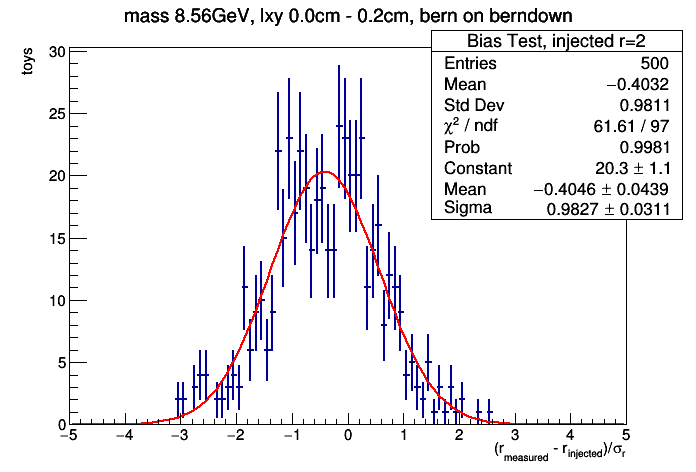 mass 8.56GeV, lxy 0.0cm - 0.2cm, bern on berndown
Bias Test, injected r=2
Entries 500
Mean −0.4032
Std Dev 0.9811
χ² / ndf 61.61 / 97
Prob 0.9981
Constant 20.3 ± 1.1
Mean −0.4046 ± 0.0439
Sigma 0.9827 ± 0.0311
toys
30
25
20
15
10
5
0
−5 −4 −3 −2 −1 0 1 2 3 4 5
(r_measured - r_injected)/σ_r